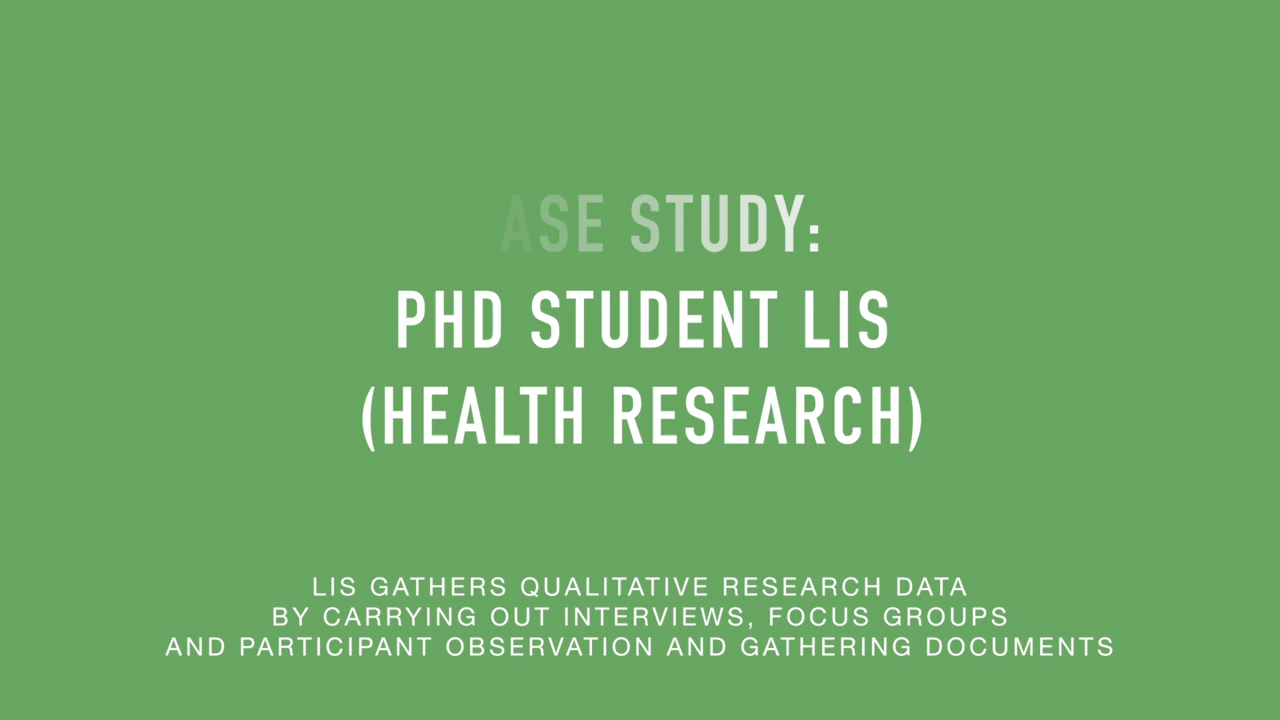 ASE STUDY:
PHD STUDENT LIS
(HEALTH RESEARCH)
LIS GATHERS QUALITATIVE RESEARCH DATA
BY CARRYING OUT INTERVIEWS, FOCUS GROUPS
AND PARTICIPANT OBSERVATION AND GATHERING DOCUMENTS